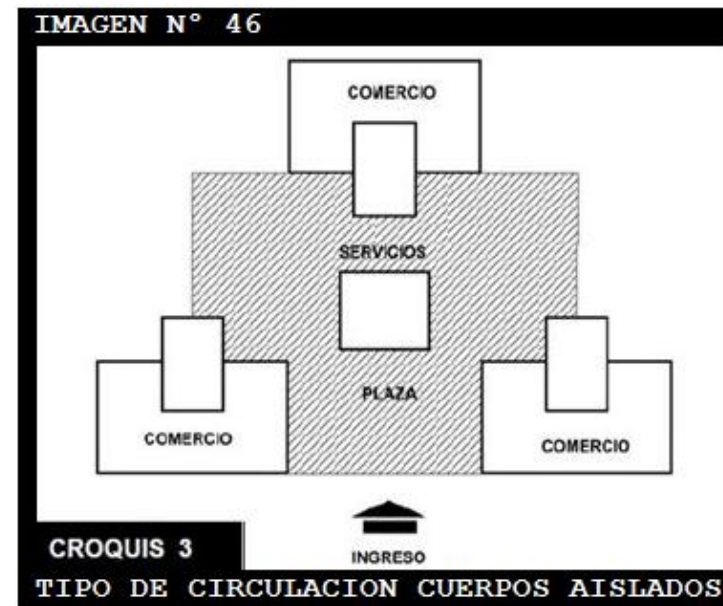 IMAGEN N° 46
COMERCIO
SERVICIOS
PLAZA
COMERCIO
COMERCIO
INGRESO
CROQUIS 3
TIPO DE CIRCULACION CUERPOS AISLADOS